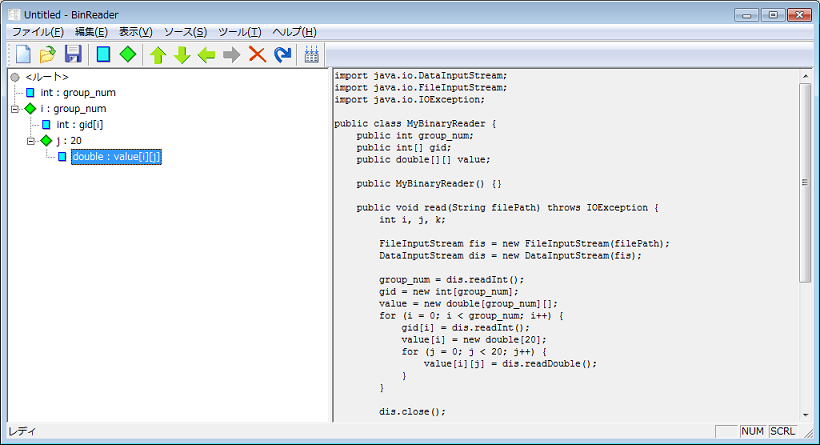 Untitled - BinReader
ファイル(F) 編集(E) 表示(V) ソース(S) ツール(T) ヘルプ(H)
<ルート>
int : group_num
i : group_num
int : gid[i]
j : 20
double : value[i][j]
import java.io.DataInputStream;
import java.io.FileInputStream;
import java.io.IOException;
public class MyBinaryReader {
    public int group_num;
    public int[] gid;
    public double[][] value;
    public MyBinaryReader() {}
    public void read(String filePath) throws IOException {
        int i, j, k;
        FileInputStream fis = new FileInputStream(filePath);
        DataInputStream dis = new DataInputStream(fis);
        group_num = dis.readInt();
        gid = new int[group_num];
        value = new double[group_num][];
        for (i = 0; i < group_num; i++) {
            gid[i] = dis.readInt();
            value[i] = new double[20];
            for (j = 0; j < 20; j++) {
                value[i][j] = dis.readDouble();
            }
        }
        dis.close();
レディ
NUM SCRL